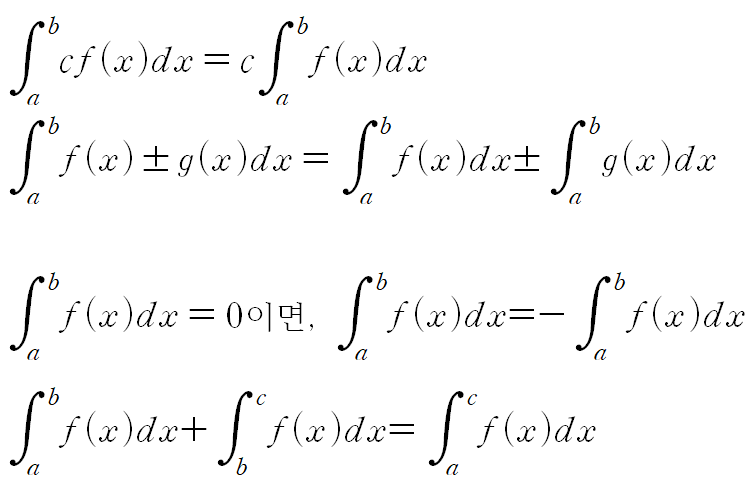 ∫_a^b cf(x)dx = c∫_a^b f(x)dx
∫_a^b f(x) ± g(x)dx = ∫_a^b f(x)dx ± ∫_a^b g(x)dx
∫_a^b f(x)dx = 0이면, ∫_a^b f(x)dx = -∫_a^b f(x)dx
∫_a^b f(x)dx + ∫_b^c f(x)dx = ∫_a^c f(x)dx